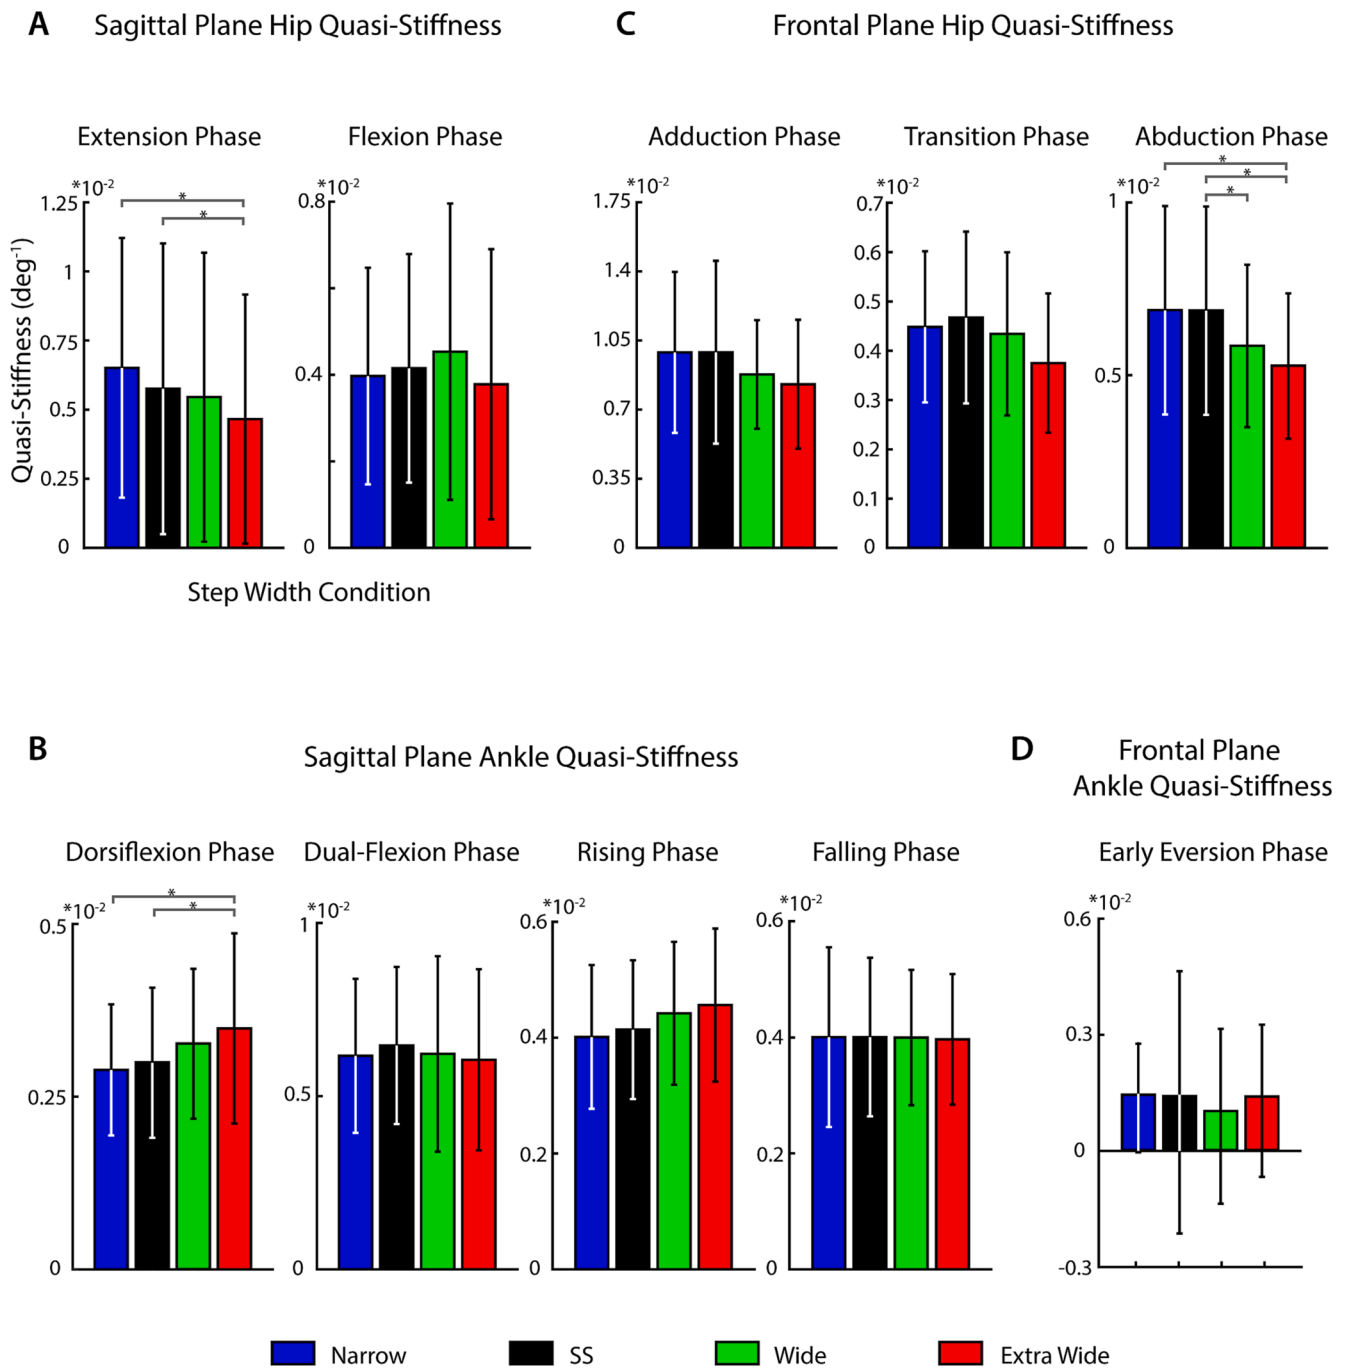 A Sagittal Plane Hip Quasi-Stiffness
C Frontal Plane Hip Quasi-Stiffness
Extension Phase
Flexion Phase
Adduction Phase
Transition Phase
Abduction Phase
*10-2
*10-2
*10-2
*10-2
*10-2
* * * * *
Quasi-Stiffness (deg-1)
1.25
1
0.75
0.5
0.25
0
0.8
0.4
0
1.75
1.4
1.05
0.7
0.35
0
0.7
0.6
0.5
0.4
0.3
0.2
0.1
0
1
0.5
0
Step Width Condition
B Sagittal Plane Ankle Quasi-Stiffness
D Frontal Plane
Ankle Quasi-Stiffness
Dorsiflexion Phase
Dual-Flexion Phase
Rising Phase
Falling Phase
Early Eversion Phase
* *
*10-2
*10-2
*10-2
*10-2
*10-2
0.5
0.25
0
1
0.5
0
0.6
0.4
0.2
0
0.6
0.4
0.2
0
0.6
0.3
0
-0.3
Narrow SS Wide Extra Wide